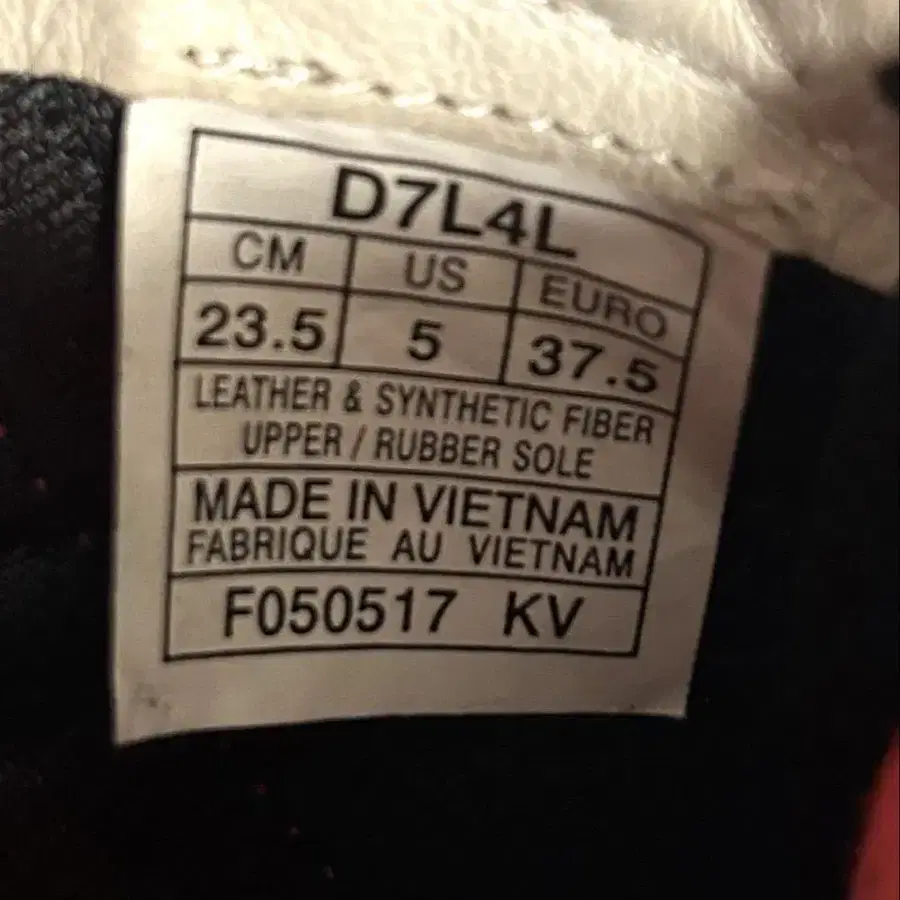 D7L4L
CM US EURO
23.5 5 37.5
LEATHER & SYNTHETIC FIBER
UPPER / RUBBER SOLE
MADE IN VIETNAM
FABRIQUE AU VIETNAM
F050517 KV